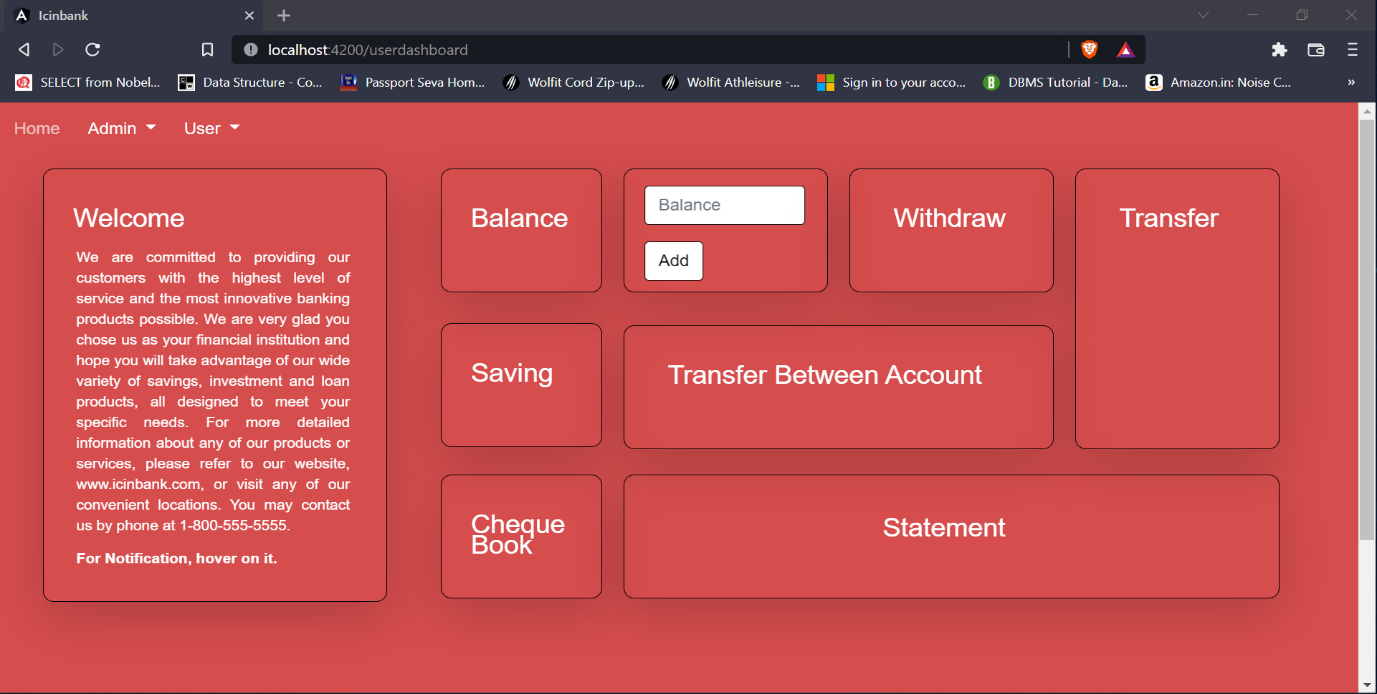 Icinbank
localhost:4200/userdashboard
SELECT from Nobel...
Data Structure - Co...
Passport Seva Hom...
Wolfit Cord Zip-up...
Wolfit Athleisure -...
Sign in to your acco...
DBMS Tutorial - Da...
Amazon.in: Noise C...
»
Home
Admin
User
Welcome
We are committed to providing our
customers with the highest level of
service and the most innovative banking
products possible. We are very glad you
chose us as your financial institution and
hope you will take advantage of our wide
variety of savings, investment and loan
products, all designed to meet your
specific needs. For more detailed
information about any of our products or
services, please refer to our website,
www.icinbank.com, or visit any of our
convenient locations. You may contact
us by phone at 1-800-555-5555.
For Notification, hover on it.
Balance
Balance
Add
Withdraw
Transfer
Saving
Transfer Between Account
Cheque
Book
Statement